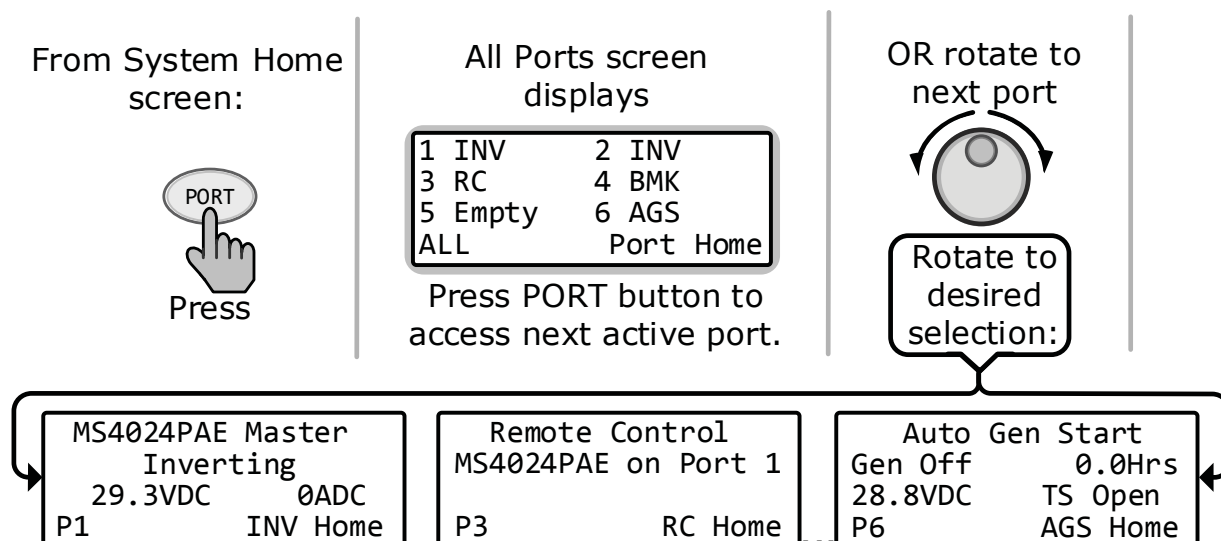 From System Home
screen:
PORT
Press
All Ports screen
displays
1 INV 2 INV
3 RC 4 BMK
5 Empty 6 AGS
ALL Port Home
Press PORT button to
access next active port.
OR rotate to
next port
Rotate to
desired
selection:
MS4024PAE Master
Inverting
29.3VDC 0ADC
P1 INV Home
Remote Control
MS4024PAE on Port 1
P3 RC Home
Auto Gen Start
Gen Off 0.0Hrs
28.8VDC TS Open
P6 AGS Home